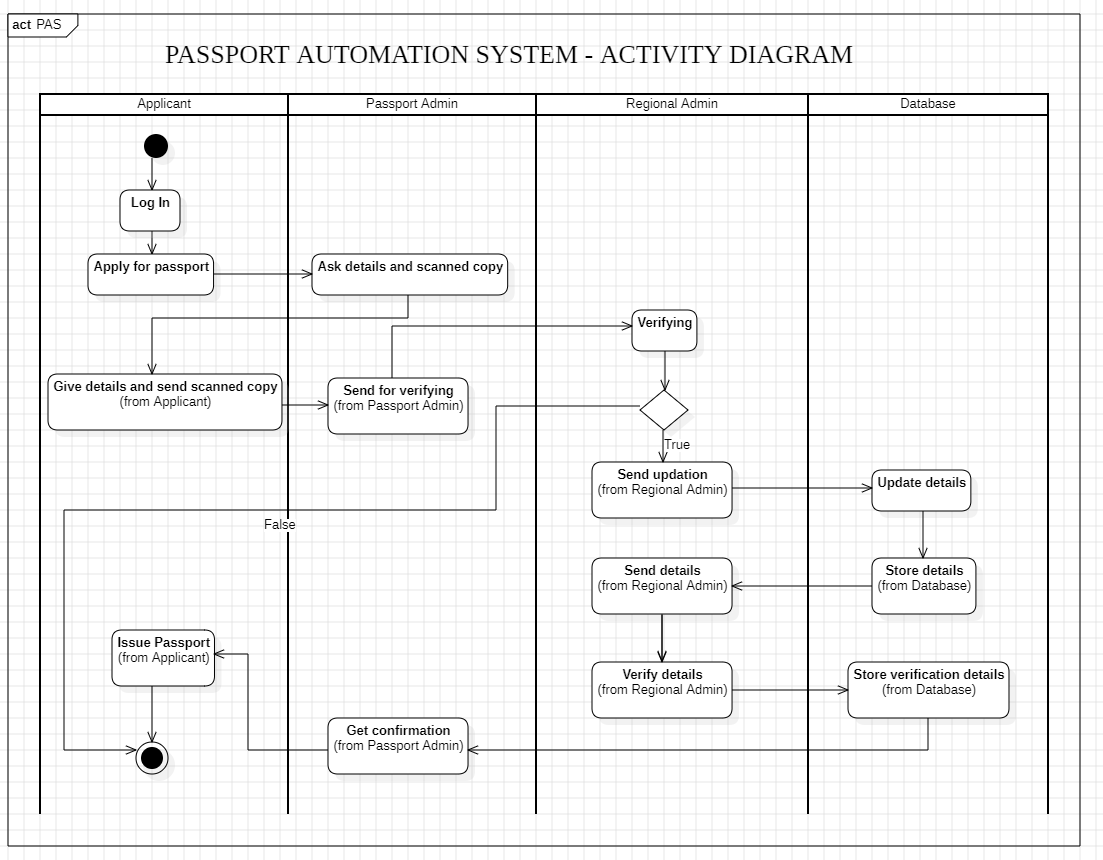 act PAS
PASSPORT AUTOMATION SYSTEM - ACTIVITY DIAGRAM
Applicant
Passport Admin
Regional Admin
Database
Log In
Apply for passport
Ask details and scanned copy
Verifying
Give details and send scanned copy
(from Applicant)
Send for verifying
(from Passport Admin)
True
Send updation
(from Regional Admin)
Update details
False
Send details
(from Regional Admin)
Store details
(from Database)
Issue Passport
(from Applicant)
Verify details
(from Regional Admin)
Store verification details
(from Database)
Get confirmation
(from Passport Admin)